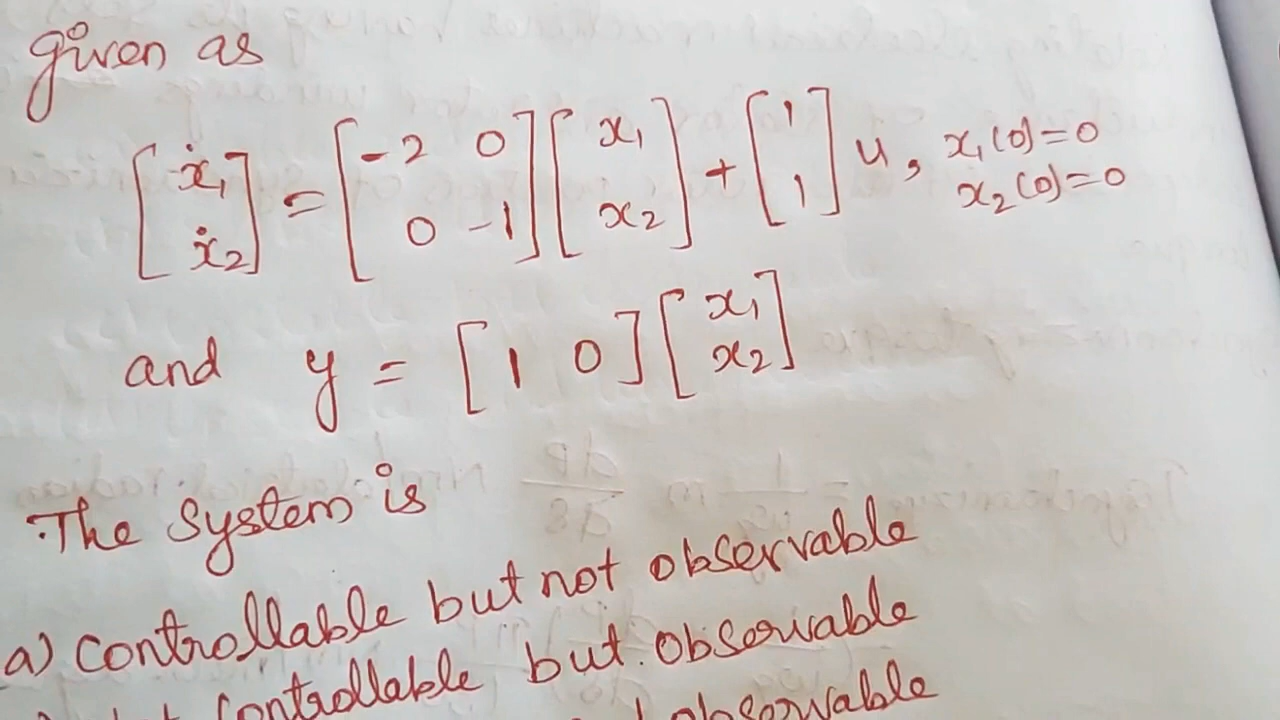 given as
[ẋ₁ ẋ₂] = [-2 0 0 -1] [x₁ x₂] + [1 1] u, x₁(0)=0
x₂(0)=0
and y = [1 0] [x₁ x₂]
The System is
a) Controllable but not observable
Controllable but observable
observable